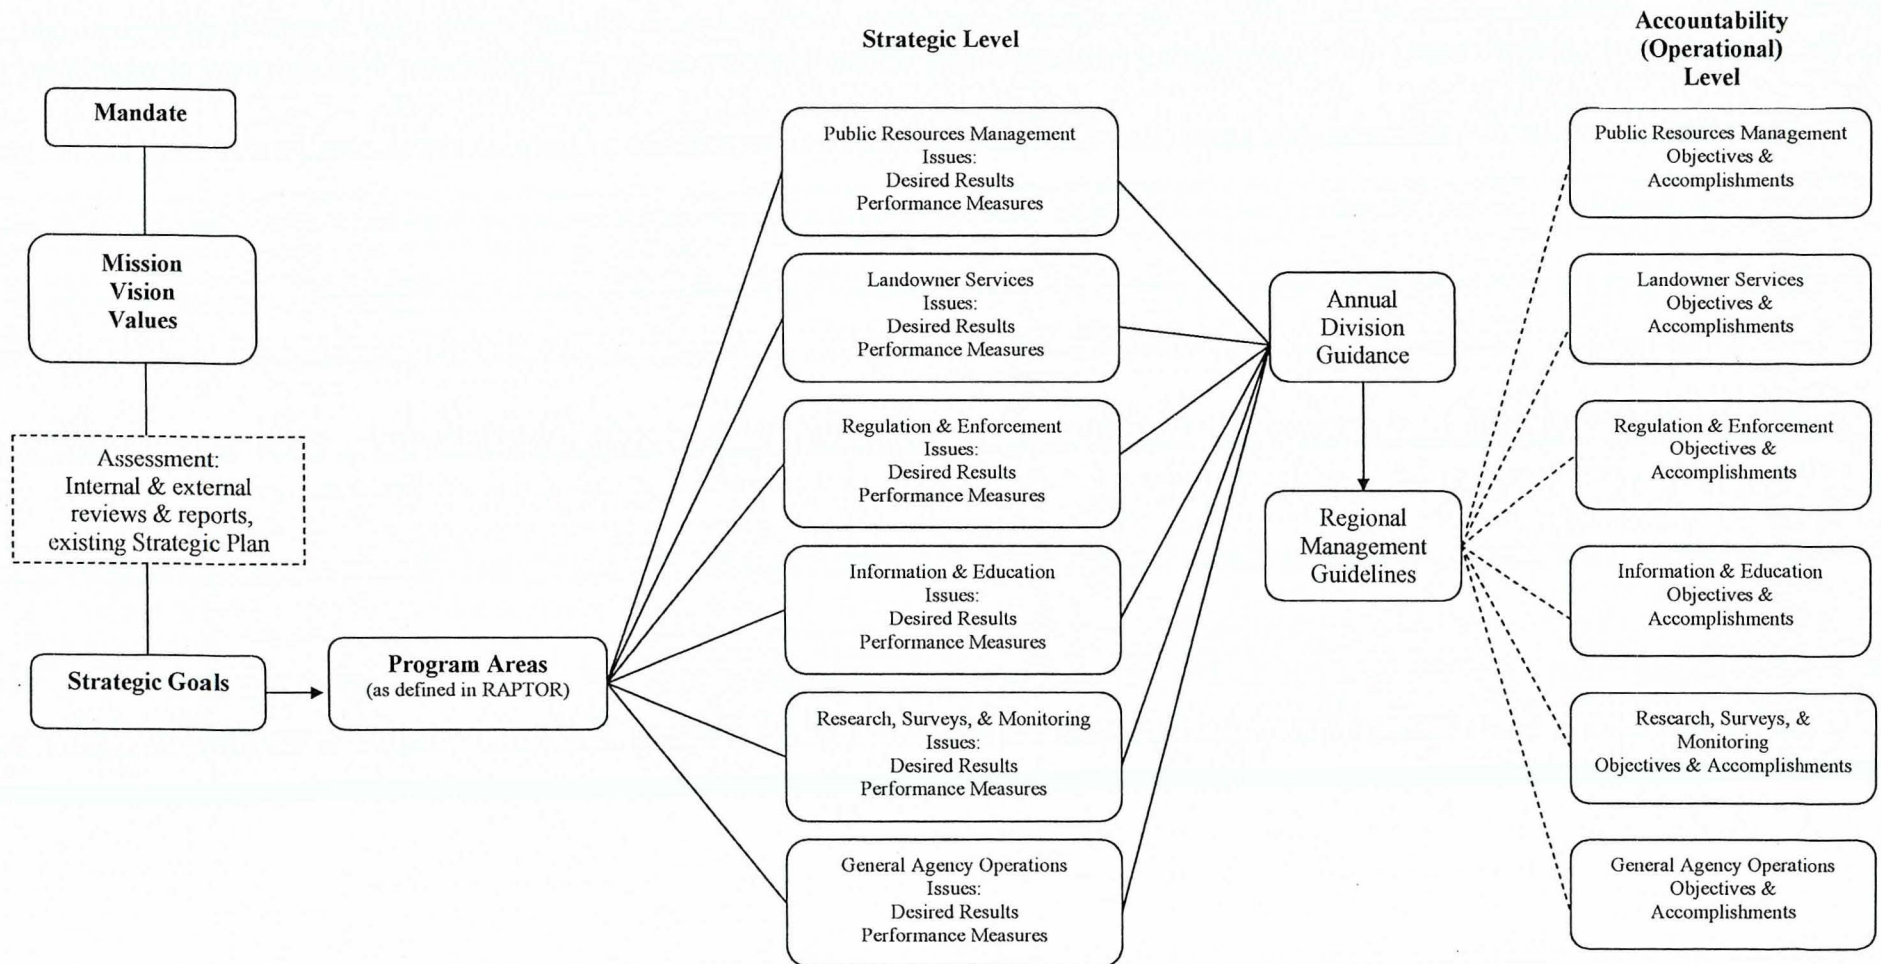 Strategic Level
Accountability
(Operational)
Level
Mandate
Mission
Vision
Values
Assessment:
Internal & external
reviews & reports,
existing Strategic Plan
Strategic Goals
Program Areas
(as defined in RAPTOR)
Public Resources Management
Issues:
Desired Results
Performance Measures
Landowner Services
Issues:
Desired Results
Performance Measures
Regulation & Enforcement
Issues:
Desired Results
Performance Measures
Information & Education
Issues:
Desired Results
Performance Measures
Research, Surveys, & Monitoring
Issues:
Desired Results
Performance Measures
General Agency Operations
Issues:
Desired Results
Performance Measures
Annual
Division
Guidance
Regional
Management
Guidelines
Public Resources Management
Objectives &
Accomplishments
Landowner Services
Objectives &
Accomplishments
Regulation & Enforcement
Objectives &
Accomplishments
Information & Education
Objectives &
Accomplishments
Research, Surveys, &
Monitoring
Objectives & Accomplishments
General Agency Operations
Objectives &
Accomplishments